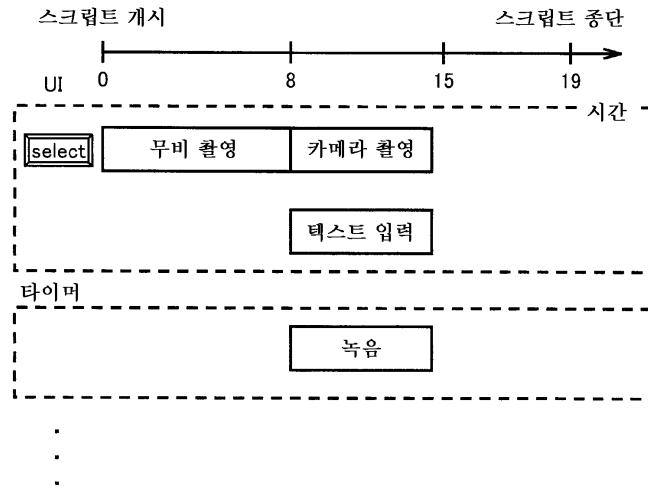 스크립트 개시 스크립트 종단
UI 0 8 15 19
시간
select 무비 촬영 카메라 촬영
텍스트 입력
타이머
녹음